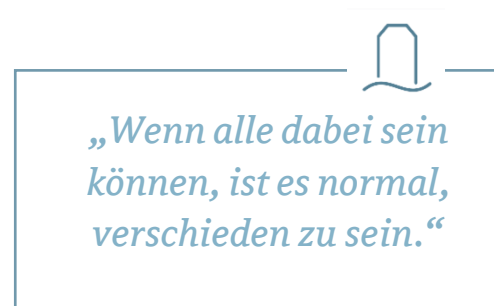 „Wenn alle dabei sein
können, ist es normal,
verschieden zu sein.“